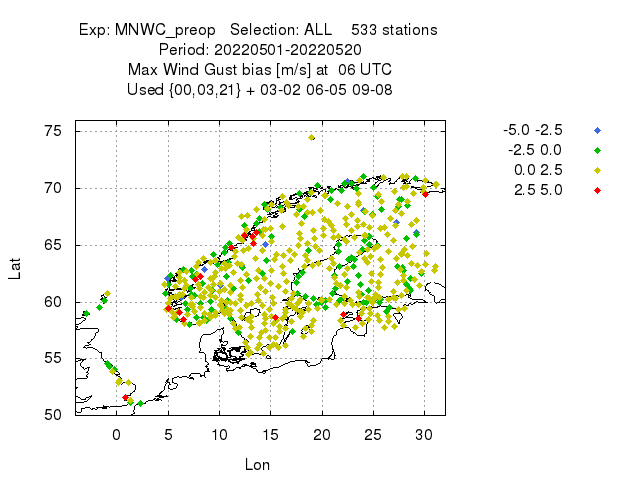 Exp: MNWC_preop   Selection: ALL    533 stations
Period: 20220501-20220520
Max Wind Gust bias [m/s] at  06 UTC
Used {00,03,21} + 03-02 06-05 09-08
-5.0 -2.5
-2.5 0.0
0.0 2.5
2.5 5.0
75
70
65
60
55
50
Lat
0 5 10 15 20 25 30
Lon